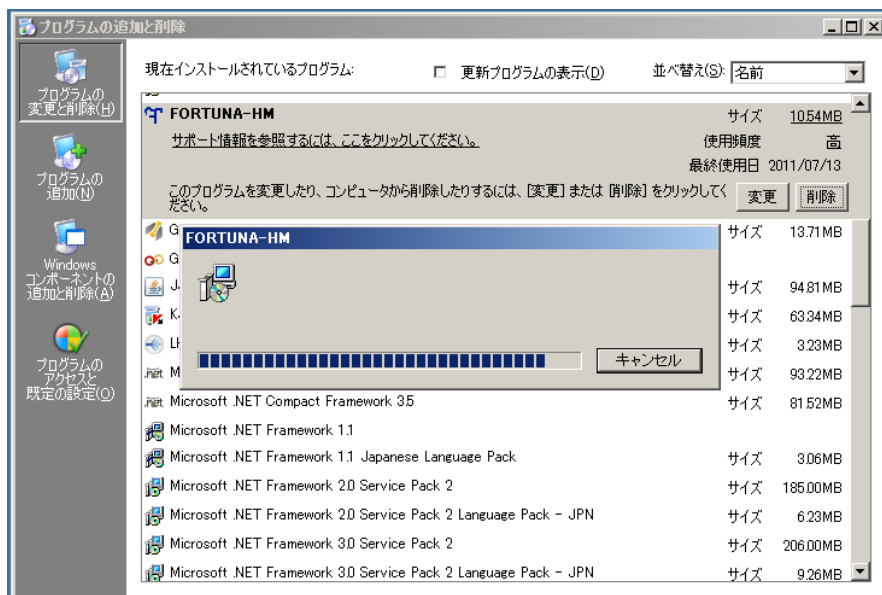 プログラムの追加と削除
プログラムの
変更と削除(H)
プログラムの
追加(N)
Windows
コンポーネントの
追加と削除(A)
プログラムの
アクセスと
既定の設定(O)
現在インストールされているプログラム:
更新プログラムの表示(D)
並べ替え(S): 名前
FORTUNA-HM
サイズ 10.54MB
サポート情報を参照するには、ここをクリックしてください。
使用頻度 高
最終使用日 2011/07/13
このプログラムを変更したり、コンピュータから削除したりするには、[変更] または [削除] をクリックしてく
ださい。
変更 削除
G サイズ 13.71MB
FORTUNA-HM
G
J サイズ 94.81MB
K サイズ 63.34MB
LH サイズ 3.23MB
キャンセル
M サイズ 93.22MB
Microsoft .NET Compact Framework 3.5 サイズ 81.52MB
Microsoft .NET Framework 1.1
Microsoft .NET Framework 1.1 Japanese Language Pack サイズ 3.06MB
Microsoft .NET Framework 2.0 Service Pack 2 サイズ 185.00MB
Microsoft .NET Framework 2.0 Service Pack 2 Language Pack - JPN サイズ 6.23MB
Microsoft .NET Framework 3.0 Service Pack 2 サイズ 206.00MB
Microsoft .NET Framework 3.0 Service Pack 2 Language Pack - JPN サイズ 9.26MB